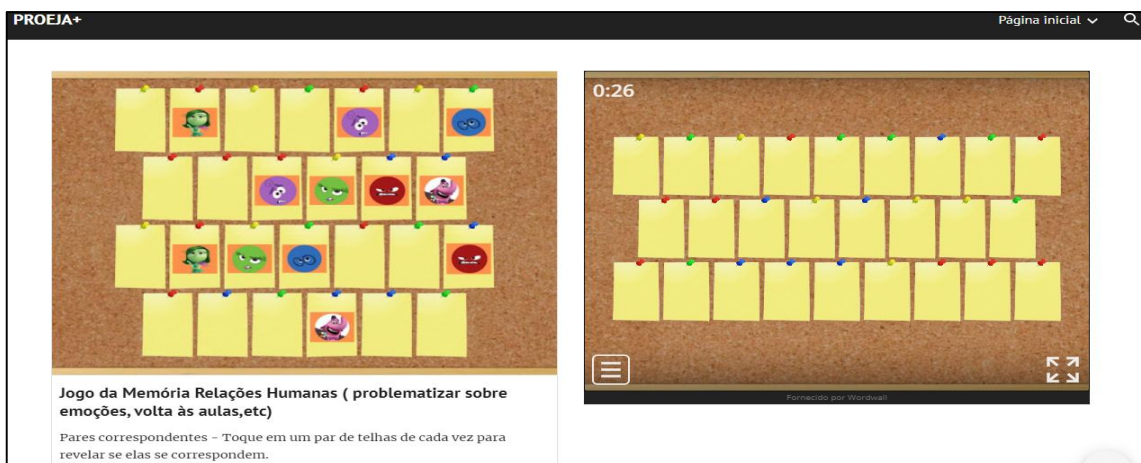 PROEJA+
Página inicial
0:26
Fornecido por Wordwall
Jogo da Memória Relações Humanas ( problematizar sobre
emoções, volta às aulas,etc)
Pares correspondentes – Toque em um par de telhas de cada vez para
revelar se elas se correspondem.